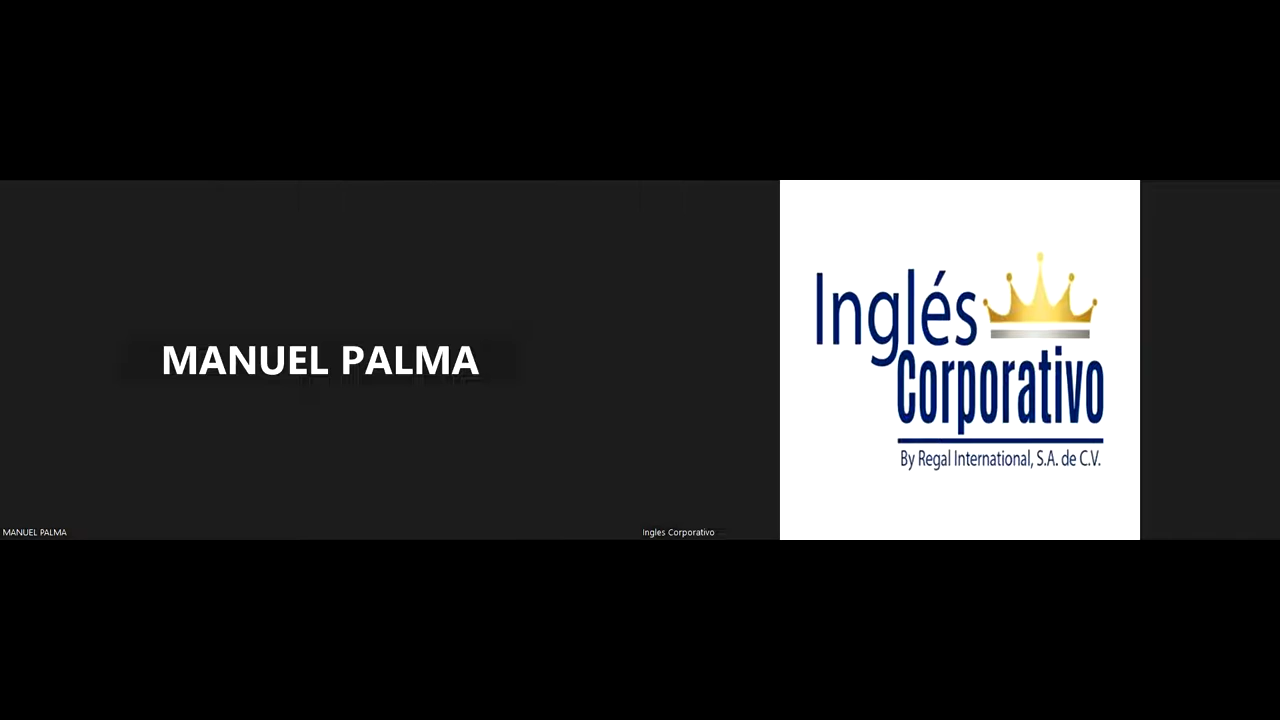 MANUEL PALMA
Inglés
Corporativo
By Regal International, S.A. de C.V.
MANUEL PALMA
Ingles Corporativo